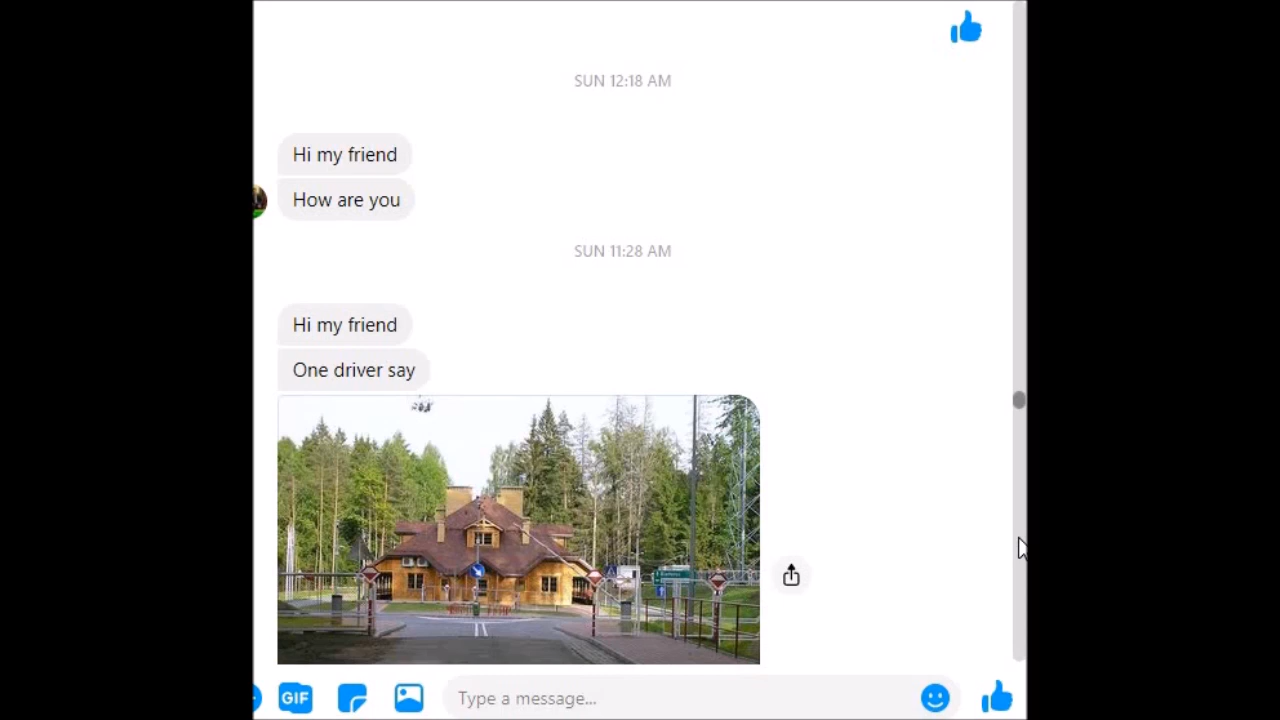 SUN 12:18 AM
Hi my friend
How are you
SUN 11:28 AM
Hi my friend
One driver say
GIF
Type a message...